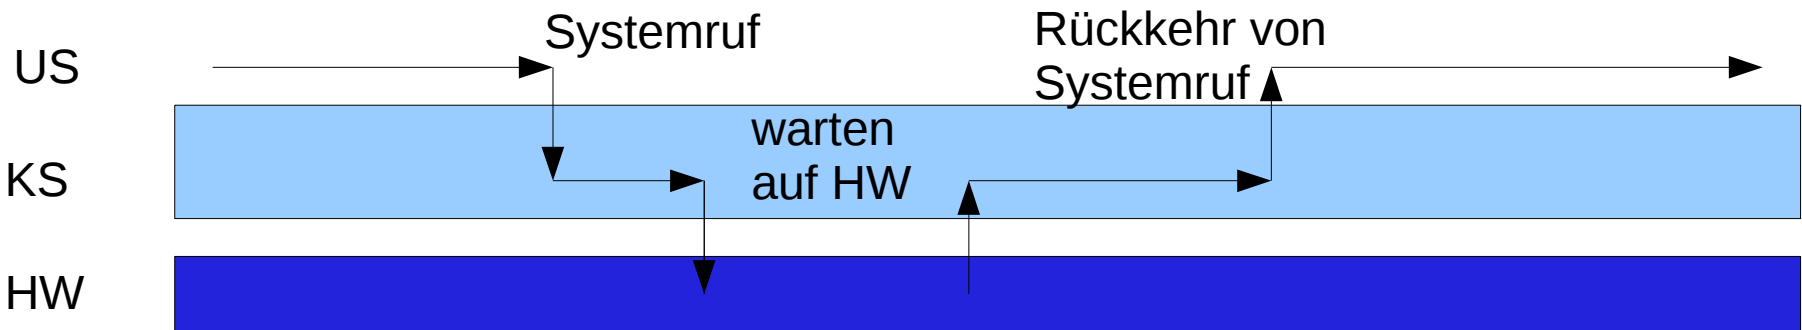 Systemruf
Rückkehr von
Systemruf
US
warten
auf HW
KS
HW